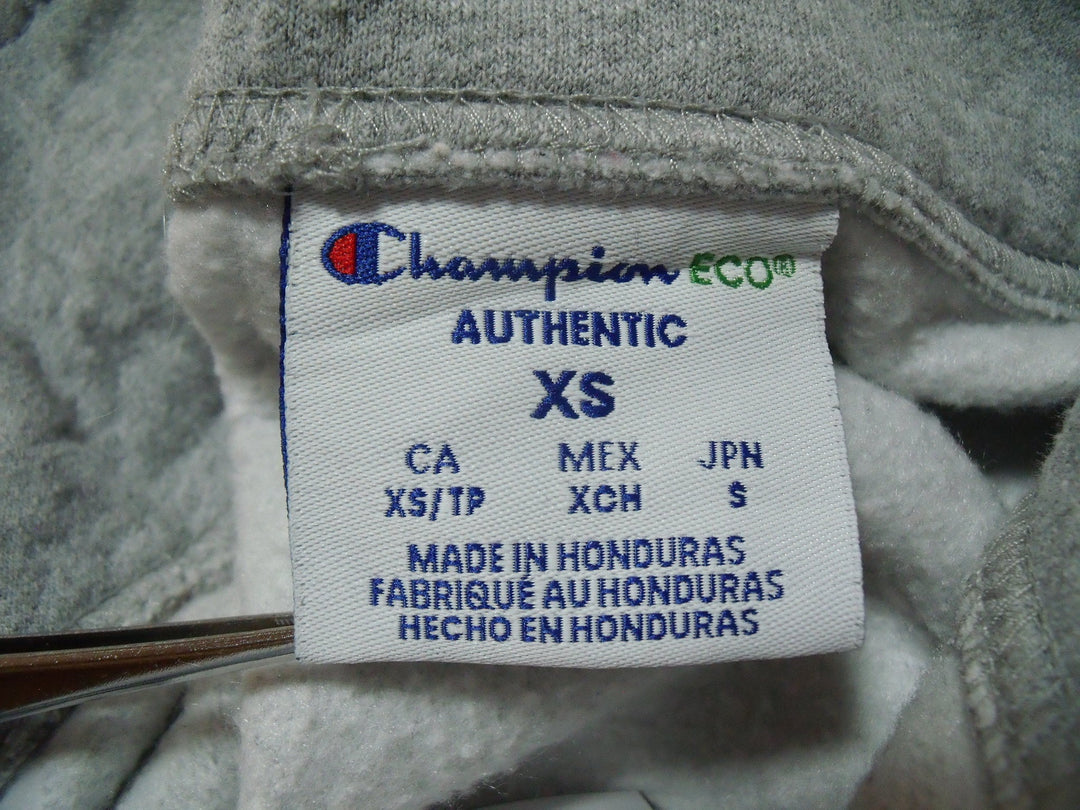 Champion ECO®
AUTHENTIC
XS
CA MEX JPN
XS/TP XCH S
MADE IN HONDURAS
FABRIQUÉ AU HONDURAS
HECHO EN HONDURAS